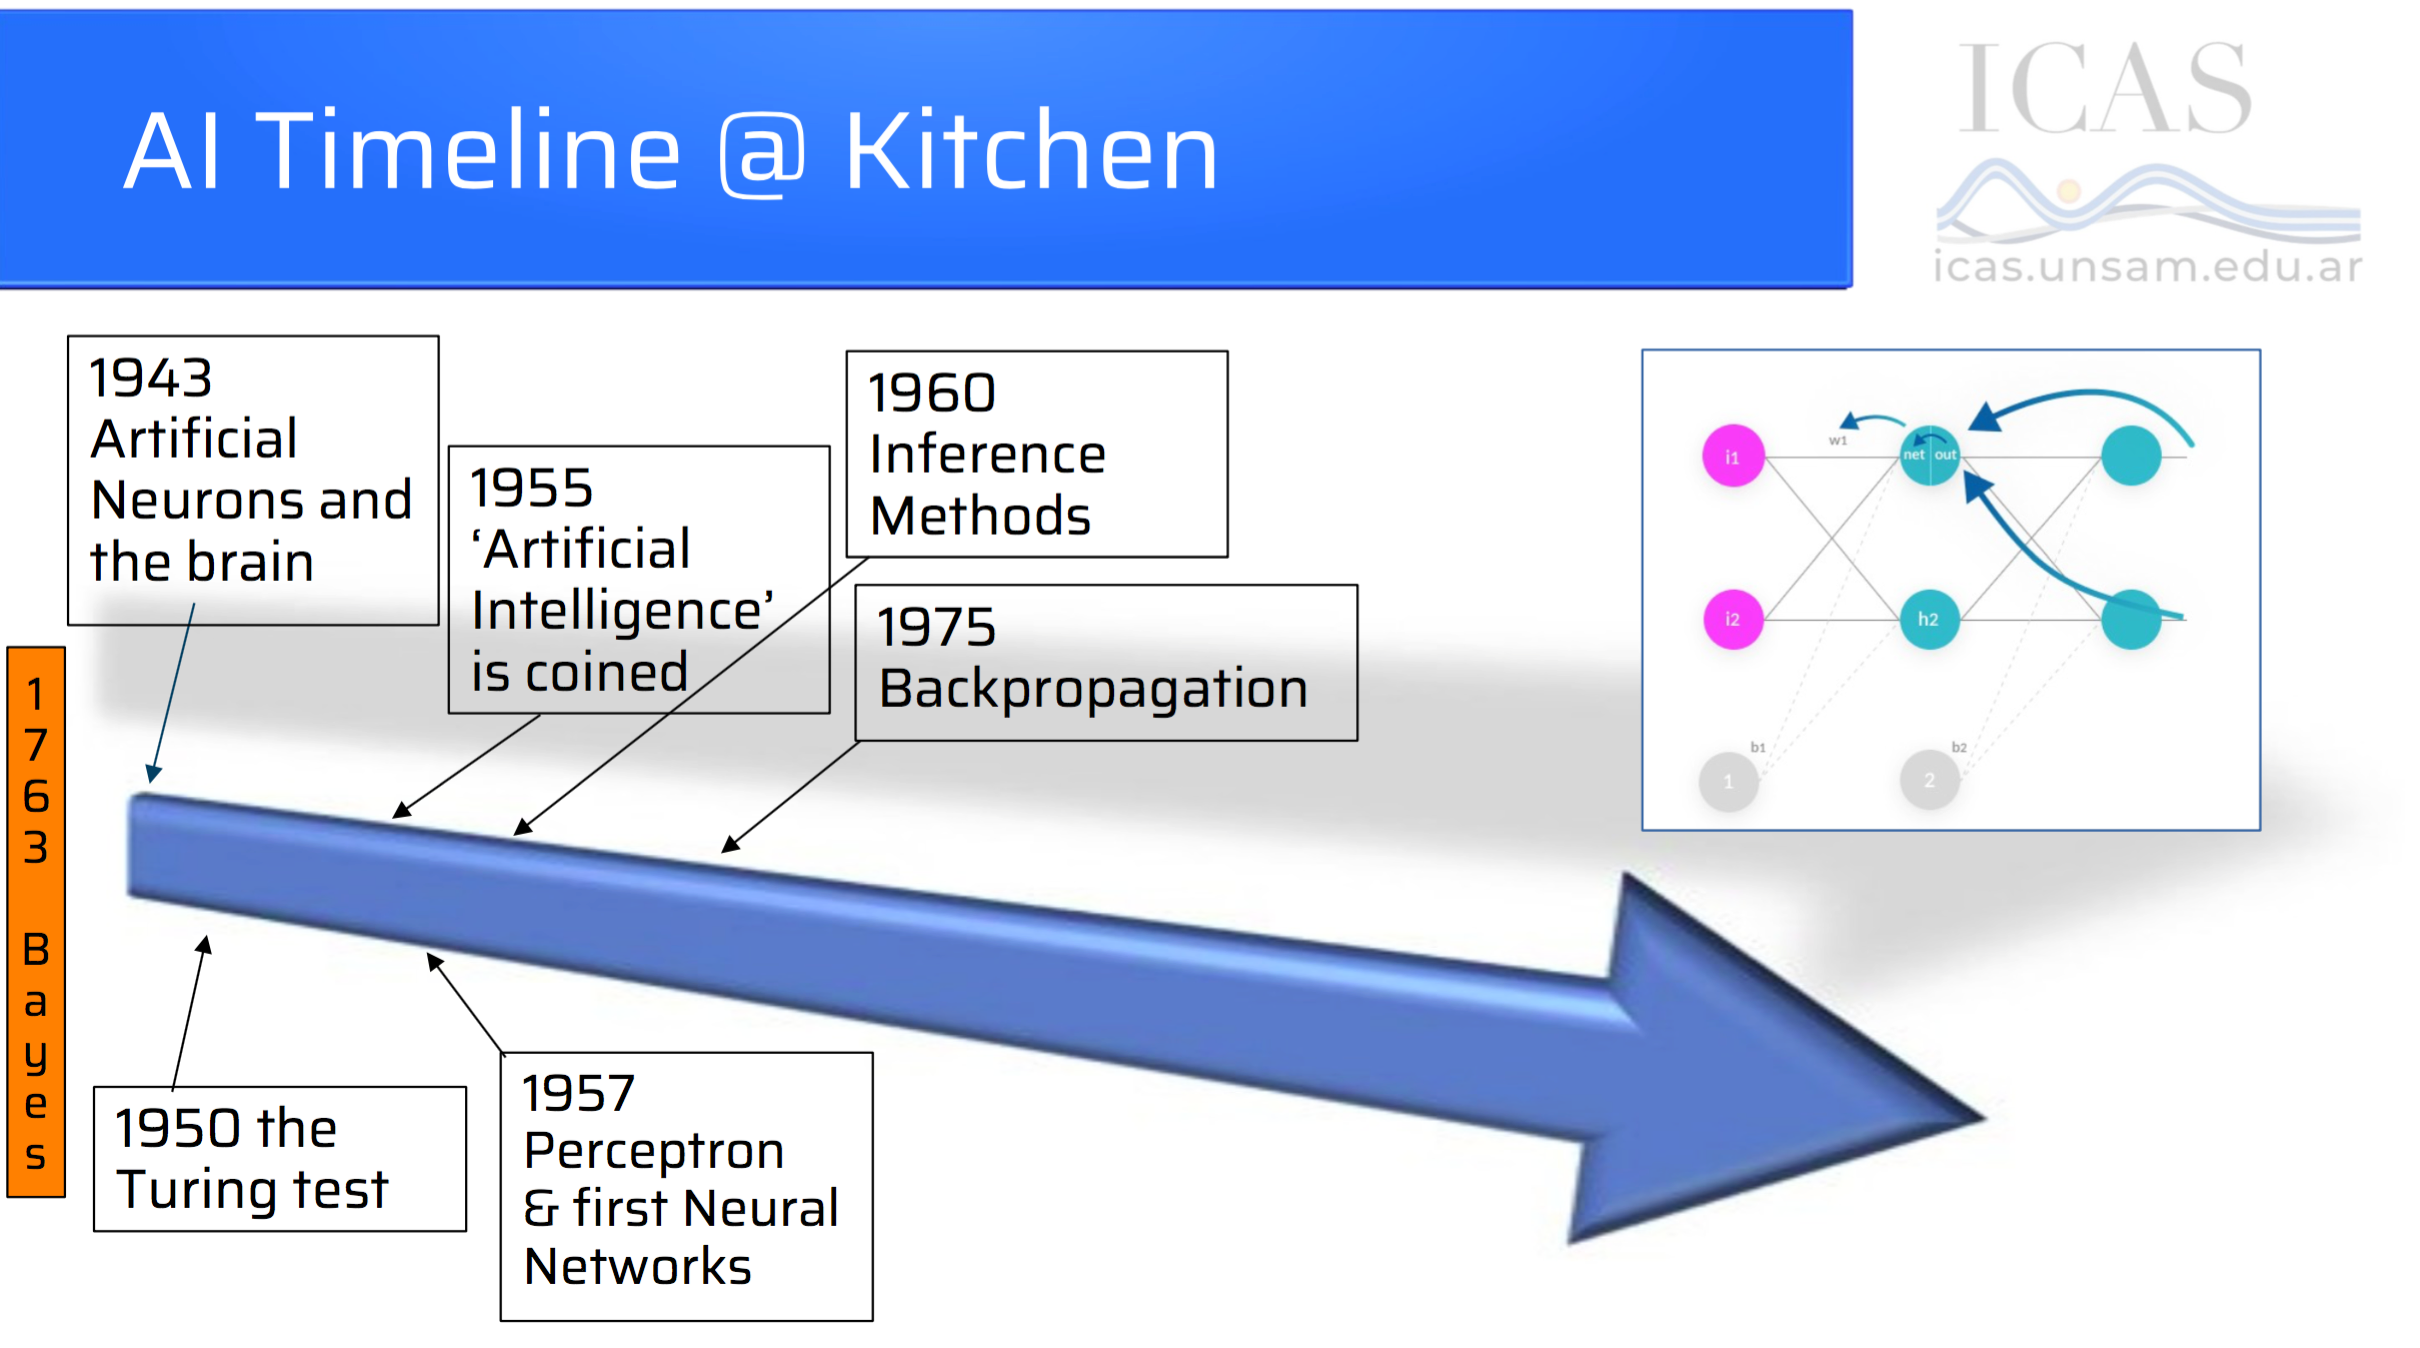 AI Timeline @ Kitchen
ICAS
icas.unsam.edu.ar
1943
Artificial
Neurons and
the brain
1955
‘Artificial
Intelligence’
is coined
1960
Inference
Methods
1975
Backpropagation
w1
i1
net
out
i2
h2
b1
b2
1
2
1
7
6
3
B
a
y
e
s
1950 the
Turing test
1957
Perceptron
& first Neural
Networks